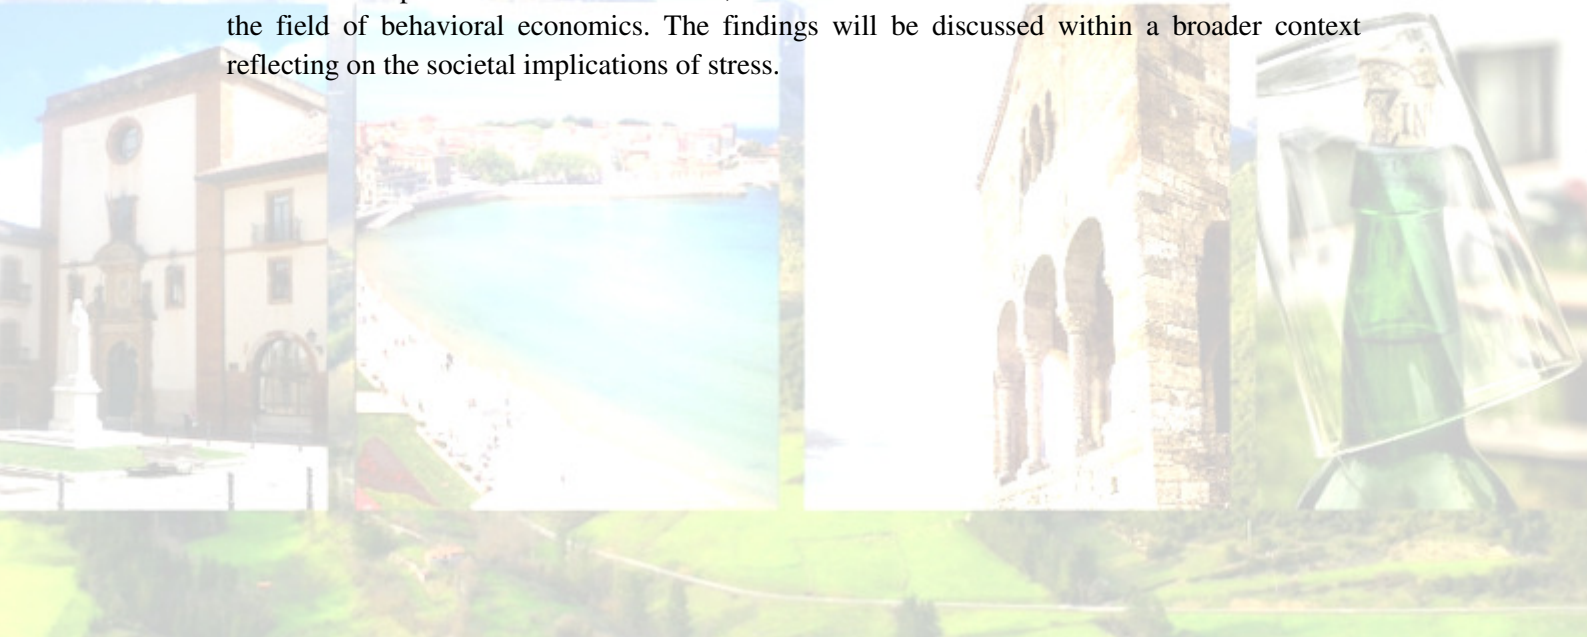 the field of behavioral economics. The findings will be discussed within a broader context
reflecting on the societal implications of stress.